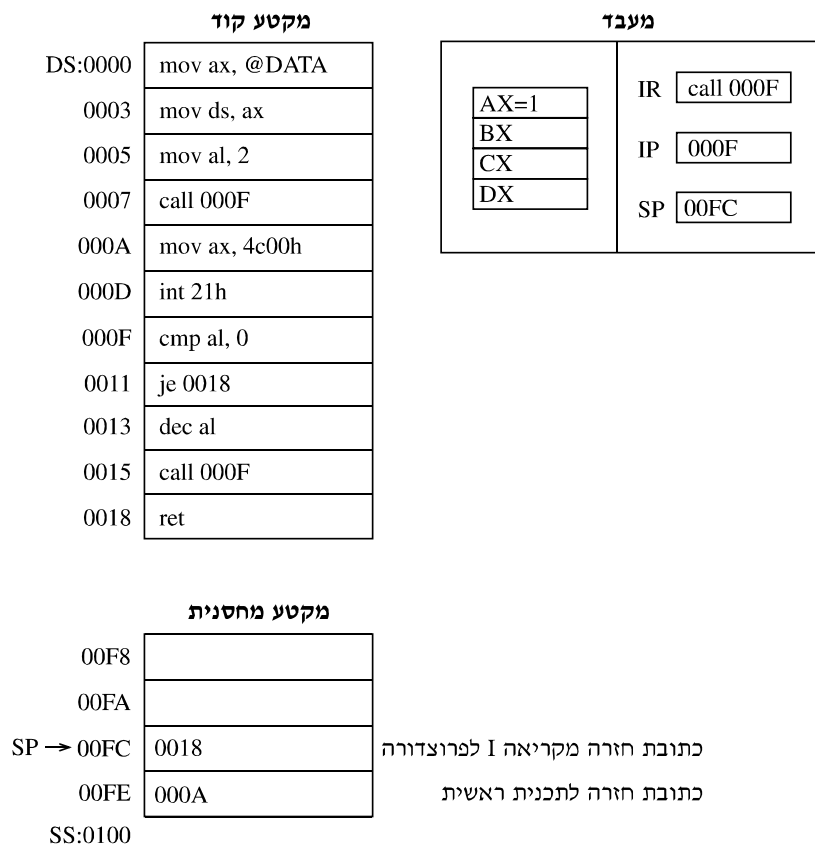 מקטע קוד
DS:0000 mov ax, @DATA
0003 mov ds, ax
0005 mov al, 2
0007 call 000F
000A mov ax, 4c00h
000D int 21h
000F cmp al, 0
0011 je 0018
0013 dec al
0015 call 000F
0018 ret
מעבד
AX=1
BX
CX
DX
IR call 000F
IP 000F
SP 00FC
מקטע מחסנית
00F8
00FA
SP → 00FC 0018 כתובת חזרה מקריאה I לפרוצדורה
00FE 000A כתובת חזרה לתכנית ראשית
SS:0100